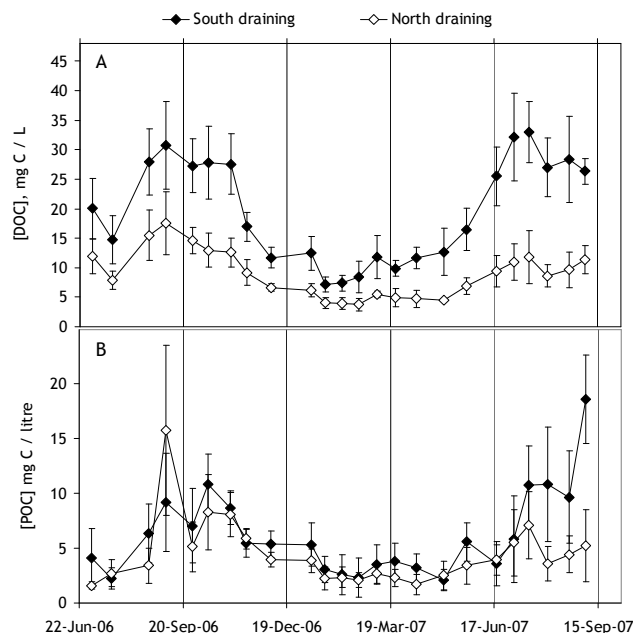 South draining North draining
A
45
40
35
30
25
20
15
10
5
0
[DOC], mg C / L
B
20
15
10
5
0
[POC] mg C / litre
22-Jun-06 20-Sep-06 19-Dec-06 19-Mar-07 17-Jun-07 15-Sep-07